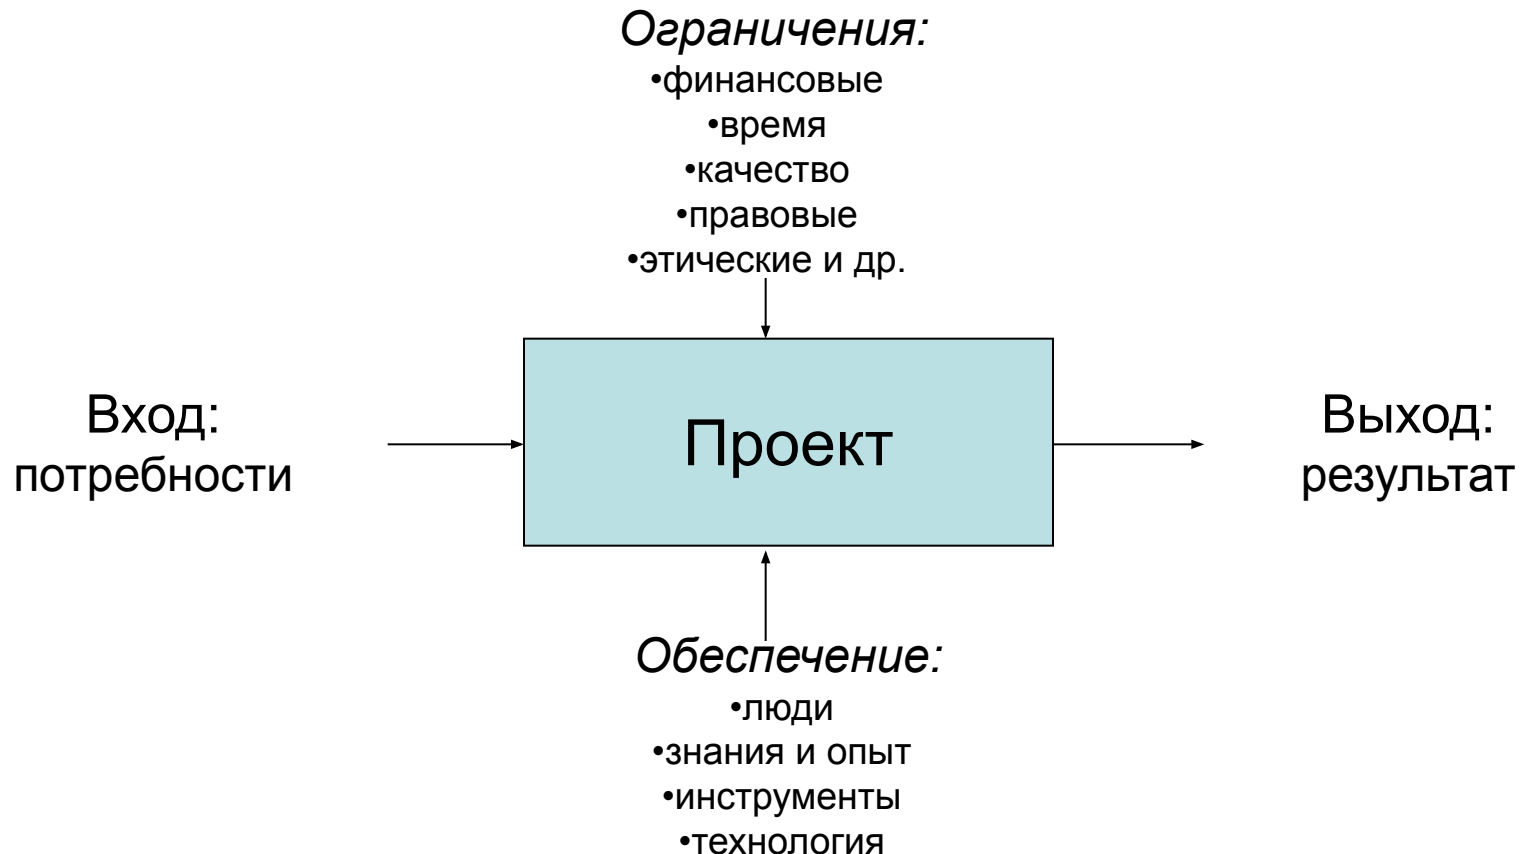 Ограничения:
•финансовые
•время
•качество
•правовые
•этические и др.
Вход:
потребности
Проект
Выход:
результат
Обеспечение:
•люди
•знания и опыт
•инструменты
•технология